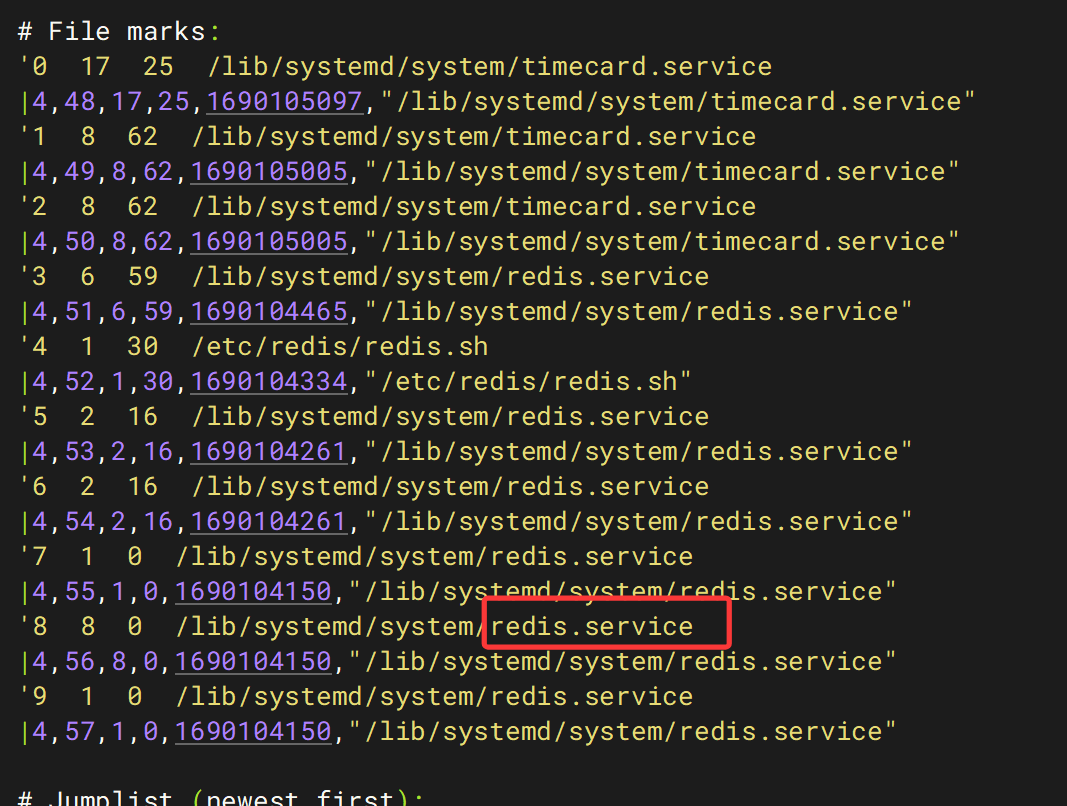 # File marks:
'0  17  25  /lib/systemd/system/timecard.service
|4,48,17,25,1690105097,"/lib/systemd/system/timecard.service"
'1  8  62  /lib/systemd/system/timecard.service
|4,49,8,62,1690105005,"/lib/systemd/system/timecard.service"
'2  8  62  /lib/systemd/system/timecard.service
|4,50,8,62,1690105005,"/lib/systemd/system/timecard.service"
'3  6  59  /lib/systemd/system/redis.service
|4,51,6,59,1690104465,"/lib/systemd/system/redis.service"
'4  1  30  /etc/redis/redis.sh
|4,52,1,30,1690104334,"/etc/redis/redis.sh"
'5  2  16  /lib/systemd/system/redis.service
|4,53,2,16,1690104261,"/lib/systemd/system/redis.service"
'6  2  16  /lib/systemd/system/redis.service
|4,54,2,16,1690104261,"/lib/systemd/system/redis.service"
'7  1  0  /lib/systemd/system/redis.service
|4,55,1,0,1690104150,"/lib/systemd/system/redis.service"
'8  8  0  /lib/systemd/system/redis.service
|4,56,8,0,1690104150,"/lib/systemd/system/redis.service"
'9  1  0  /lib/systemd/system/redis.service
|4,57,1,0,1690104150,"/lib/systemd/system/redis.service"
# Jumplist (newest first):